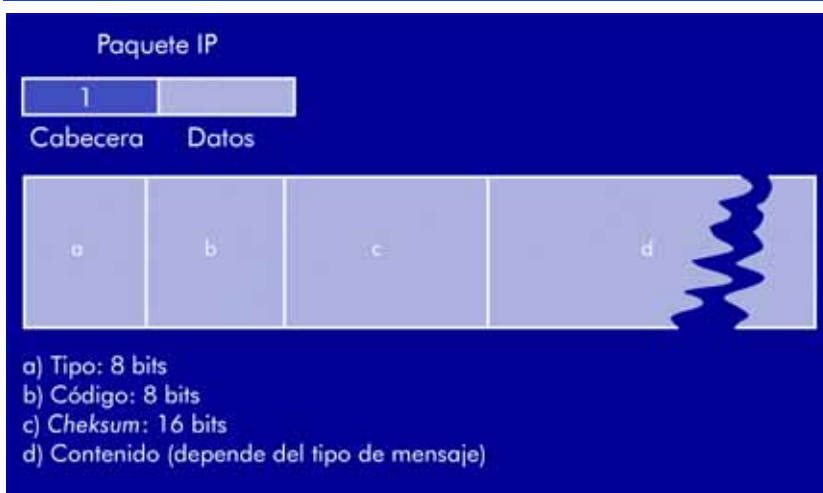 Paquete IP
1
Cabecera Datos
a b c d
a) Tipo: 8 bits
b) Código: 8 bits
c) Cheksum: 16 bits
d) Contenido (depende del tipo de mensaje)